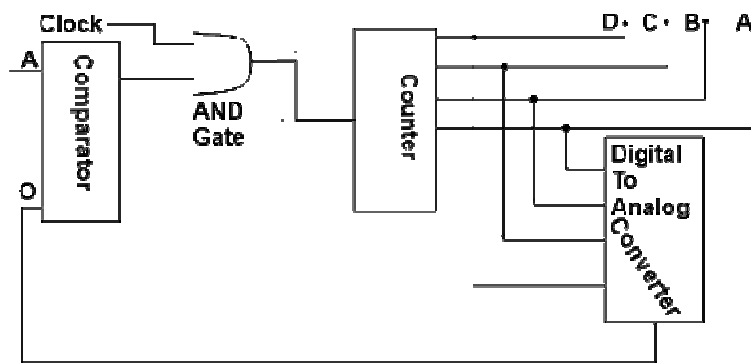 Clock
D C B A
A
Comparator
AND
Gate
Counter
O
Digital
To
Analog
Converter